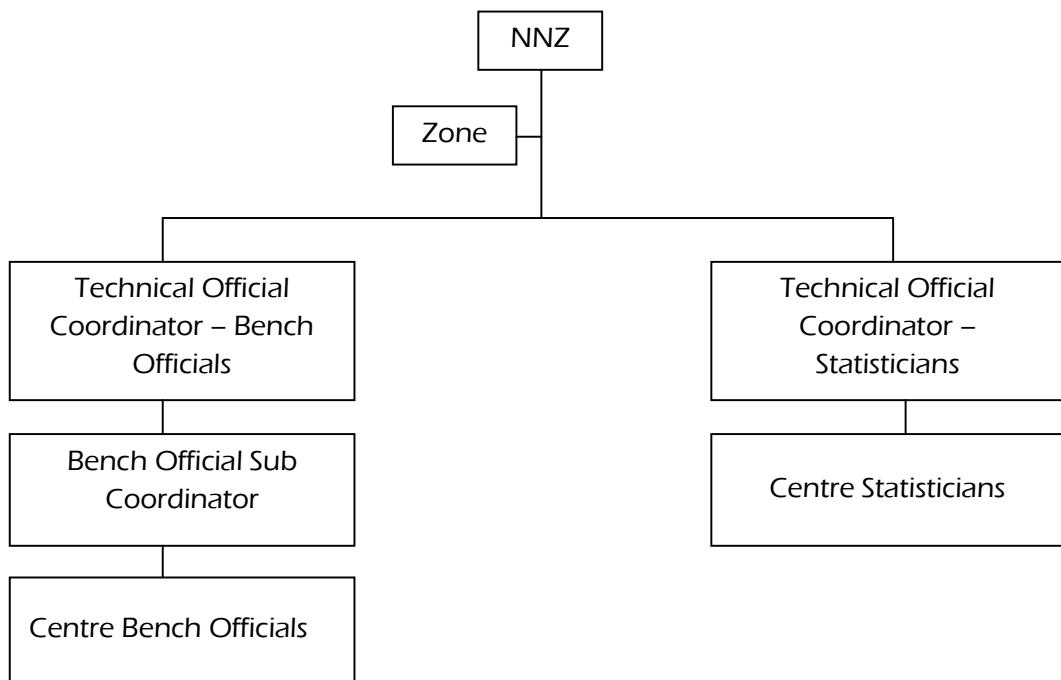 NNZ
Zone
Technical Official
Coordinator – Bench
Officials
Technical Official
Coordinator –
Statisticians
Bench Official Sub
Coordinator
Centre Statisticians
Centre Bench Officials